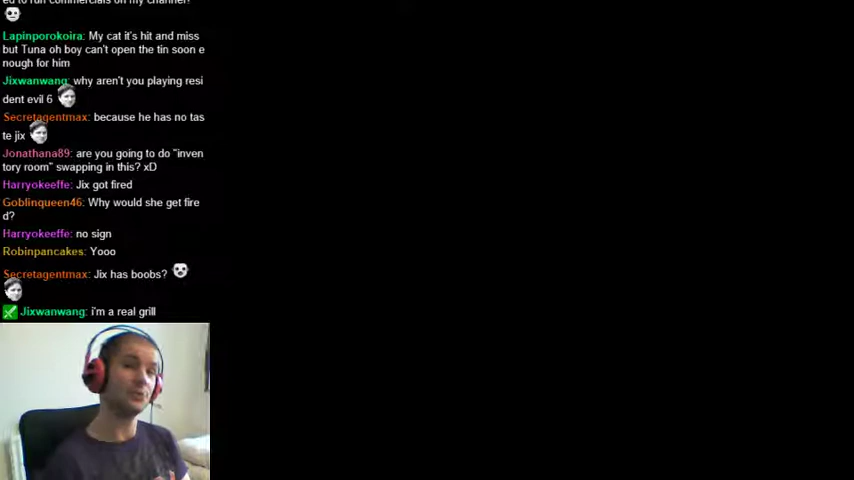 ed to run commercials on my channel?
Lapinporokoira: My cat it's hit and miss
but Tuna oh boy can't open the tin soon e
nough for him
Jixwanwang: why aren't you playing resi
dent evil 6
Secretagentmax: because he has no tas
te jix
Jonathana89: are you going to do "inven
tory room" swapping in this? xD
Harryokeeffe: Jix got fired
Goblinqueen46: Why would she get fire
d?
Harryokeeffe: no sign
Robinpancakes: Yooo
Secretagentmax: Jix has boobs?
Jixwanwang: i'm a real grill